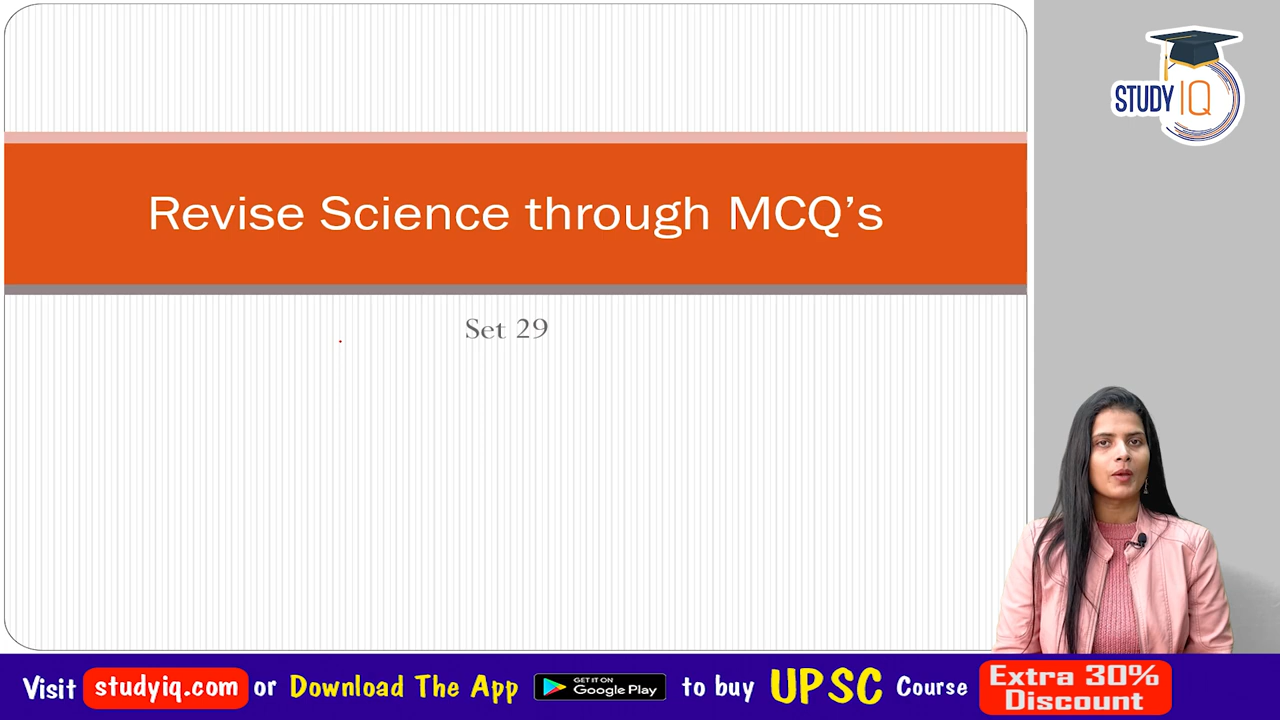 STUDY IQ
Revise Science through MCQ's
Set 29
Visit studyiq.com or Download The App GET IT ON Google Play to buy UPSC Course Extra 30% Discount